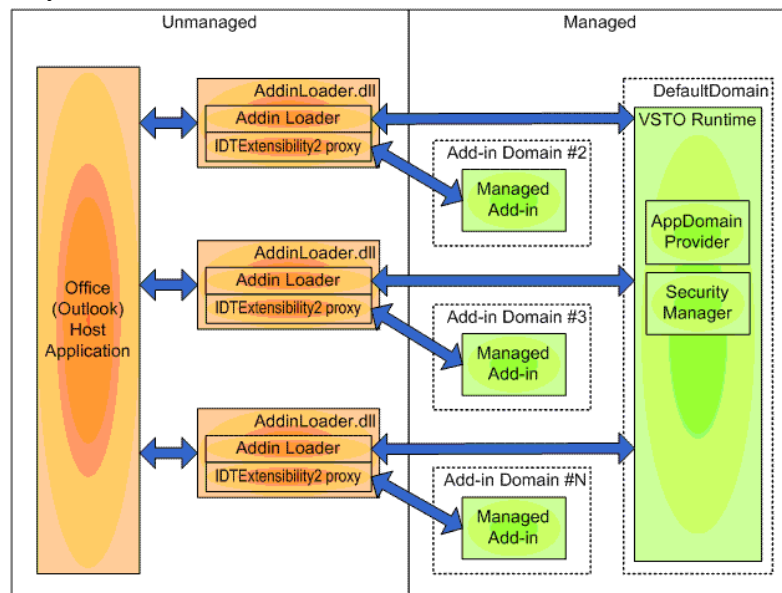 Unmanaged
Managed
AddinLoader.dll
Addin Loader
IDTExtensibility2 proxy
DefaultDomain
VSTO Runtime
Add-in Domain #2
Managed
Add-in
AppDomain
Provider
Security
Manager
Office
(Outlook)
Host
Application
AddinLoader.dll
Addin Loader
IDTExtensibility2 proxy
Add-in Domain #3
Managed
Add-in
AddinLoader.dll
Addin Loader
IDTExtensibility2 proxy
Add-in Domain #N
Managed
Add-in